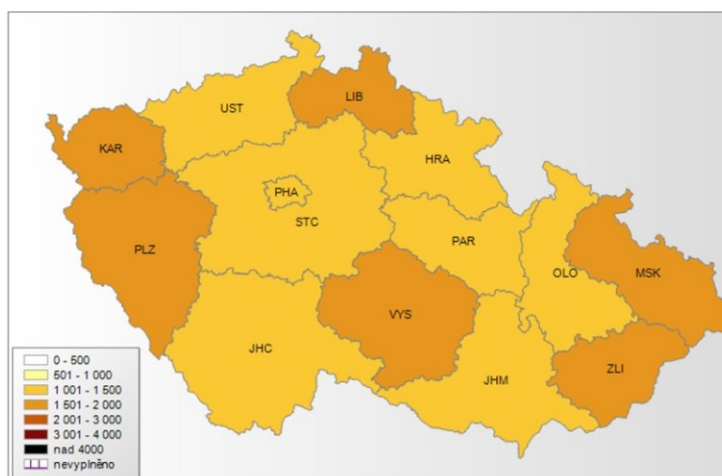 LIB
UST
KAR
HRA
PHA
STC
PAR
PLZ
OLO
MSK
VYS
JHC
ZLI
JHM
0 - 500
501 - 1 000
1 001 - 1 500
1 501 - 2 000
2 001 - 3 000
3 001 - 4 000
nad 4000
nevyplněno